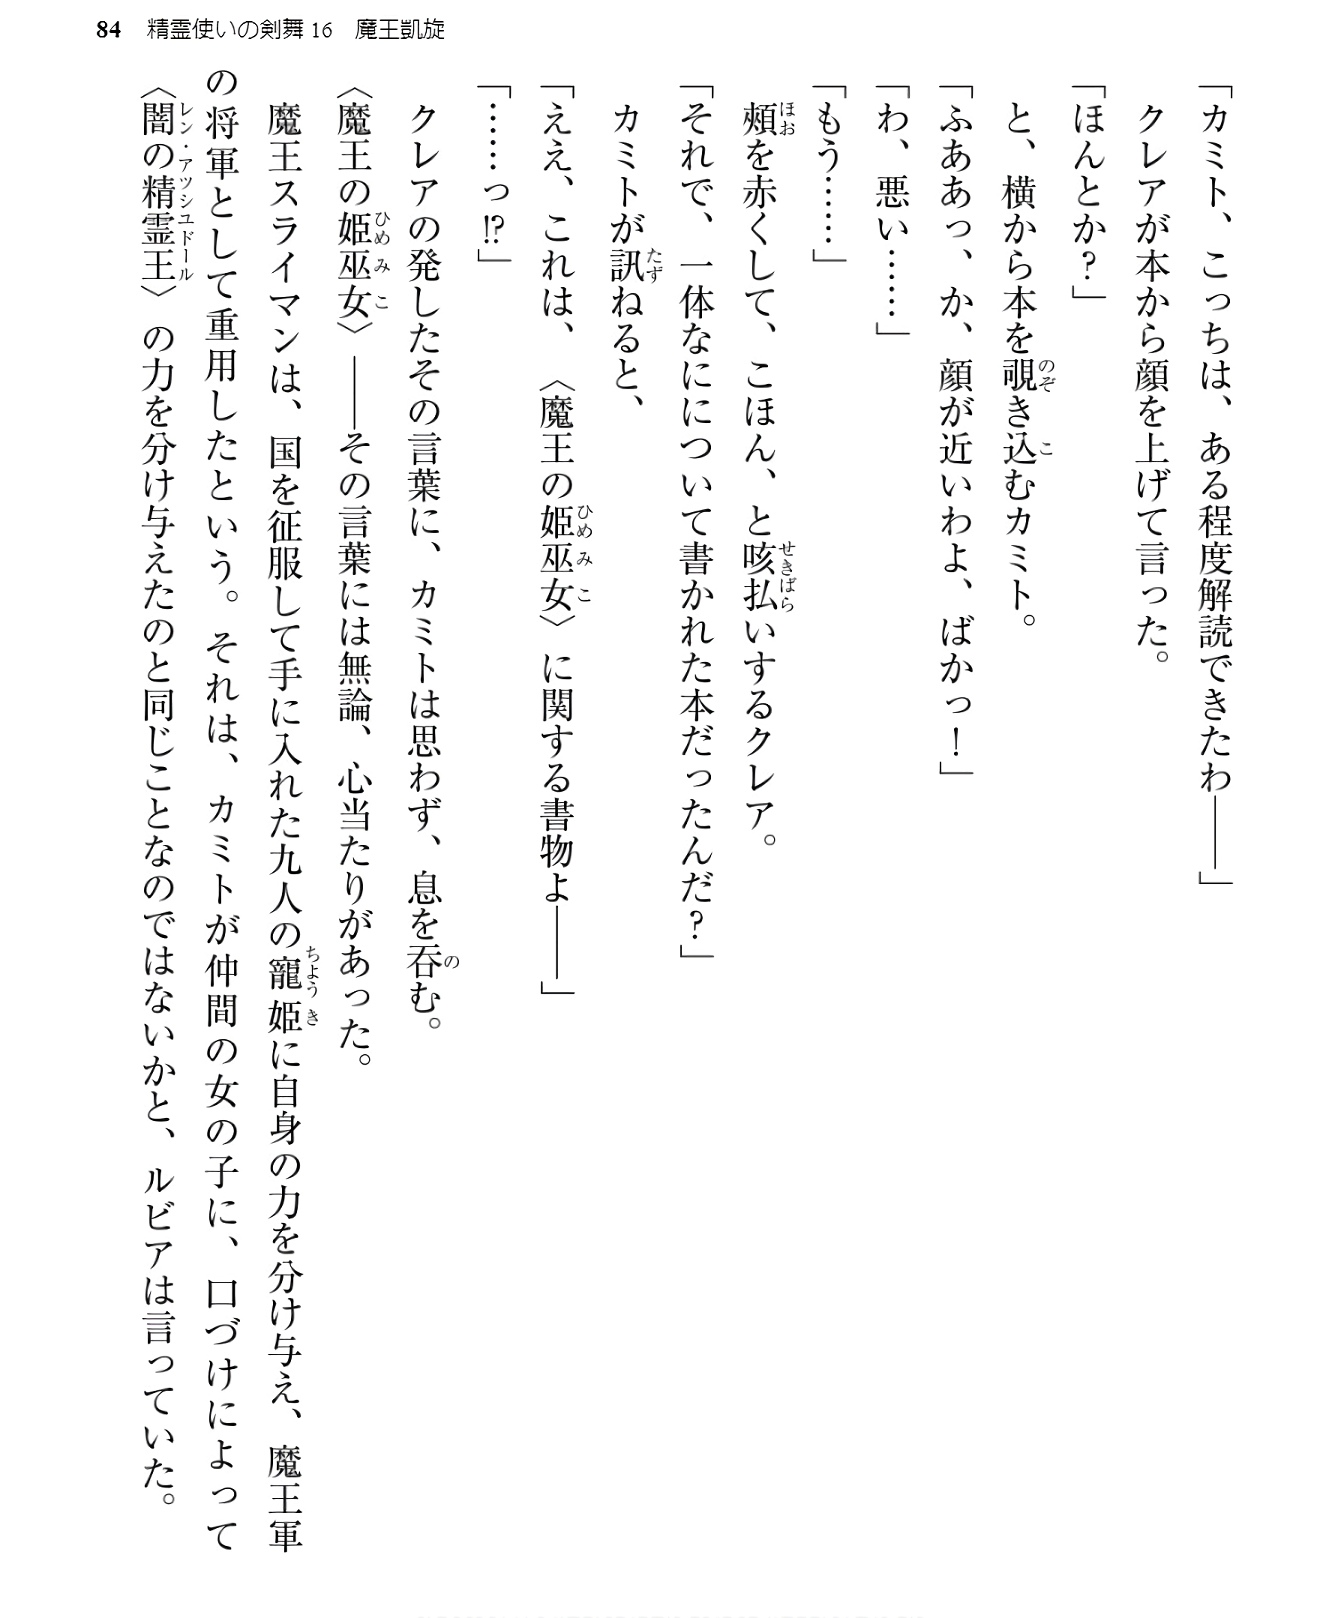 84 精霊使いの剣舞16 魔王凱旋
「カミト、こっちは、ある程度解読できたわ――」
クレアが本から顔を上げて言った。
「ほんとか？」
と、横から本を覗き込むカミト。
「ふああっ、か、顔が近いわよ、ばかっ！」
「わ、悪い……」
「もう……」
頰を赤くして、こほん、と咳払いするクレア。
「それで、一体なにについて書かれた本だったんだ？」
カミトが訊ねると、
「ええ、これは、〈魔王の姫巫女〉に関する書物よ――」
「……っ!?」
クレアの発したその言葉に、カミトは思わず、息を呑む。
〈魔王の姫巫女〉――その言葉には無論、心当たりがあった。
魔王スライマンは、国を征服して手に入れた九人の寵姫に自身の力を分け与え、魔王軍
の将軍として重用したという。それは、カミトが仲間の女の子に、口づけによって
〈闇の精霊王〉の力を分け与えたのと同じことなのではないかと、ルビアは言っていた。